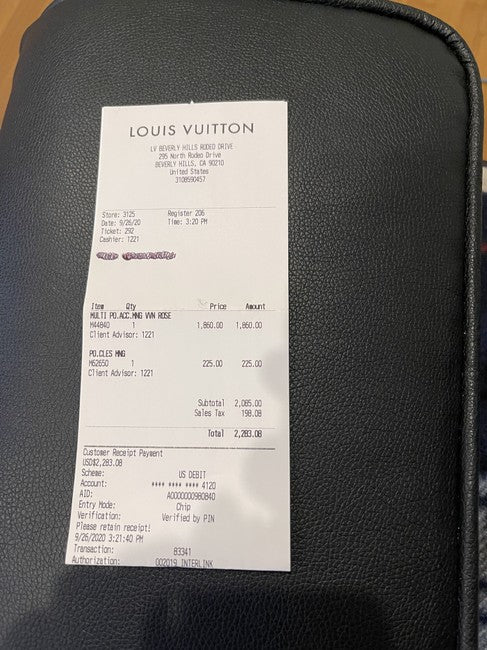 LOUIS VUITTON
LV BEVERLY HILLS RODEO DRIVE
295 North Rodeo Drive
BEVERLY HILLS, CA 90210
United States
3108590457
Store: 3125 Register 206
Date: 9/26/20 Time: 3:20 PM
Ticket: 292
Cashier: 1221
Item Qty Price Amount
MULTI PO.ACC.MNG VVN ROSE
M44840 1 1,860.00 1,860.00
Client Advisor: 1221
PO.CLES MNG
M62650 1 225.00 225.00
Client Advisor: 1221
Subtotal 2,085.00
Sales Tax 198.08
Total 2,283.08
Customer Receipt Payment
USD$2,283.08
Scheme: US DEBIT
Account: **** **** **** 4120
AID: A0000000980840
Entry Mode: Chip
Verification: Verified by PIN
Please retain receipt!
9/26/2020 3:21:40 PM
Transaction: 83341
Authorization: 002019 INTERLINK